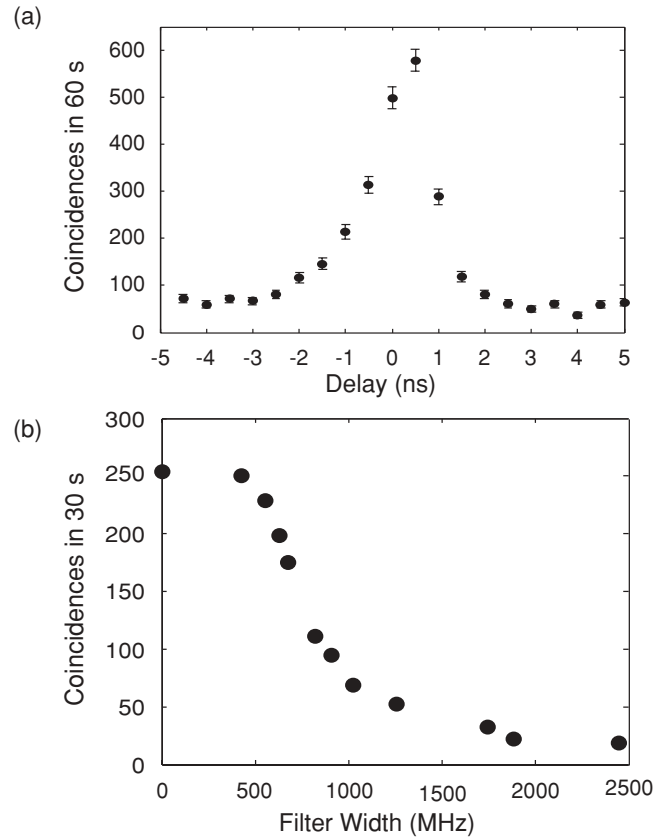 (a)
Coincidences in 60 s
600
500
400
300
200
100
0
-5 -4 -3 -2 -1 0 1 2 3 4 5
Delay (ns)
(b)
Coincidences in 30 s
300
250
200
150
100
50
0
0 500 1000 1500 2000 2500
Filter Width (MHz)